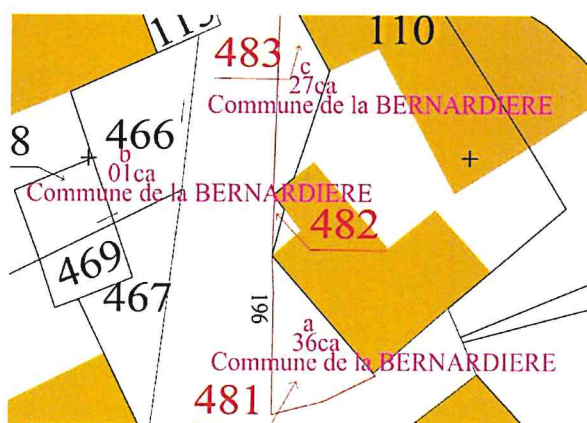 115
483
110
c
27ca
Commune de la BERNARDIERE
8
466
b
01ca
Commune de la BERNARDIERE
482
469
467
196
a
36ca
Commune de la BERNARDIERE
481